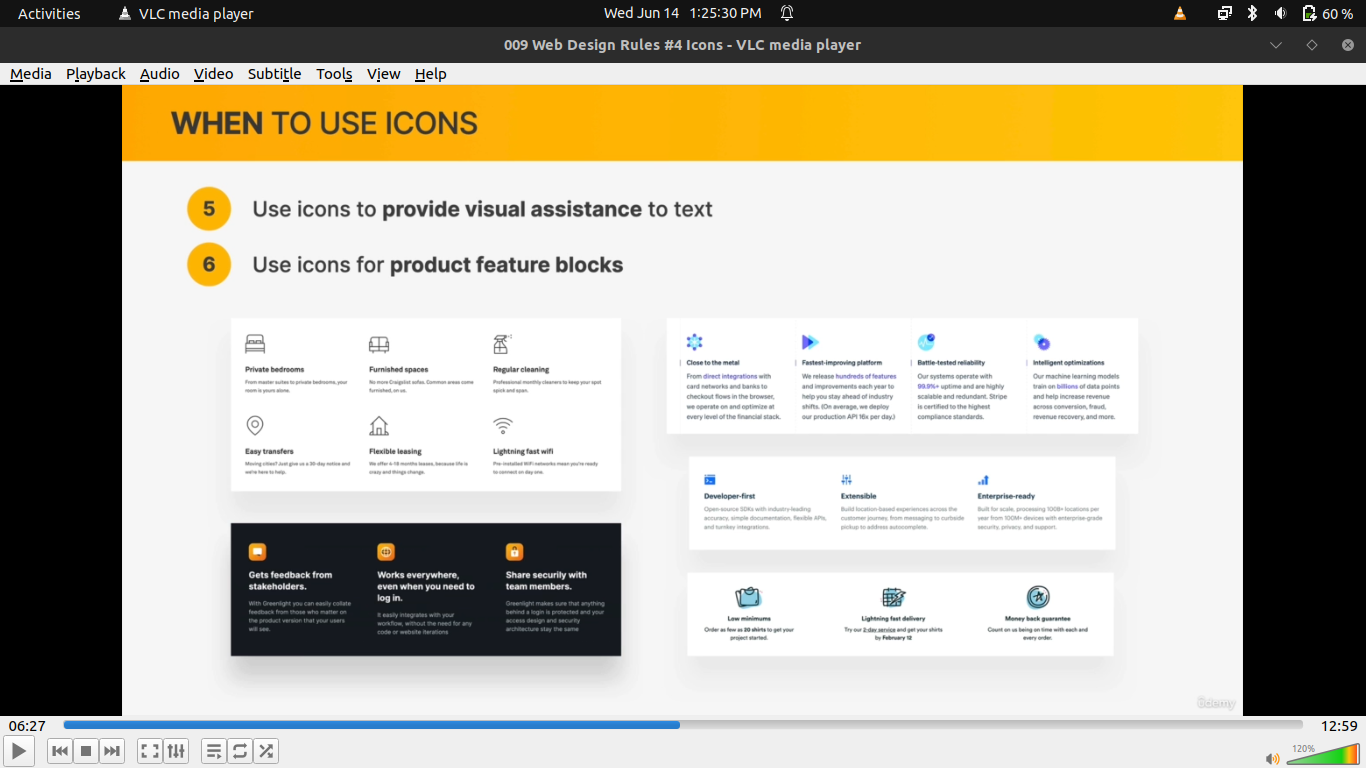 Activities
VLC media player
Wed Jun 14 1:25:30 PM
60 %
009 Web Design Rules #4 Icons - VLC media player
Media Playback Audio Video Subtitle Tools View Help
WHEN TO USE ICONS
5 Use icons to provide visual assistance to text
6 Use icons for product feature blocks
Private bedrooms
From master suites to private bedrooms, your
room is yours alone.
Furnished spaces
No more Craigslist sofas. Common areas come
furnished, on us.
Regular cleaning
Professional monthly cleaners to keep your spot
spick and span.
Easy transfers
Moving cities? Just give us a 30-day notice and
we're here to help.
Flexible leasing
We offer 4-18 months leases, because life is
crazy and things change.
Lightning fast wifi
Pre-installed WiFi networks mean you're ready
to connect on day one.
Gets feedback from
stakeholders.
With Greenlight you can easily collate
feedback from those who matter on
the product version that your users
will see.
Works everywhere,
even when you need to
log in.
It easily integrates with your
workflow, without the need for any
code or website iterations
Share securily with
team members.
Greenlight makes sure that anything
behind a login is protected and your
access design and security
architecture stay the same
Close to the metal
From direct integrations with
card networks and banks to
checkout flows in the browser,
we operate on and optimize at
every level of the financial stack.
Fastest-improving platform
We release hundreds of features
and improvements each year to
help you stay ahead of industry
shifts. (On average, we deploy
our production API 16x per day.)
Battle-tested reliability
Our systems operate with
99.9%+ uptime and are highly
scalable and redundant. Stripe
is certified to the highest
compliance standards.
Intelligent optimizations
Our machine learning models
train on billions of data points
and help increase revenue
across conversion, fraud,
revenue recovery, and more.
Developer-first
Open-source SDKs with industry-leading
accuracy, simple documentation, flexible APIs,
and turnkey integrations.
Extensible
Build location-based experiences across the
customer journey, from messaging to curbside
pickup to address autocomplete.
Enterprise-ready
Built for scale, processing 100B+ locations per
year from 100M+ devices with enterprise-grade
security, privacy, and support.
Low minimums
Order as few as 20 shirts to get your
project started.
Lightning fast delivery
Try our 2-day service and get your shirts
by February 12
Money back guarantee
Count on us being on time with each and
every order.
ûdemy
06:27
12:59
120%